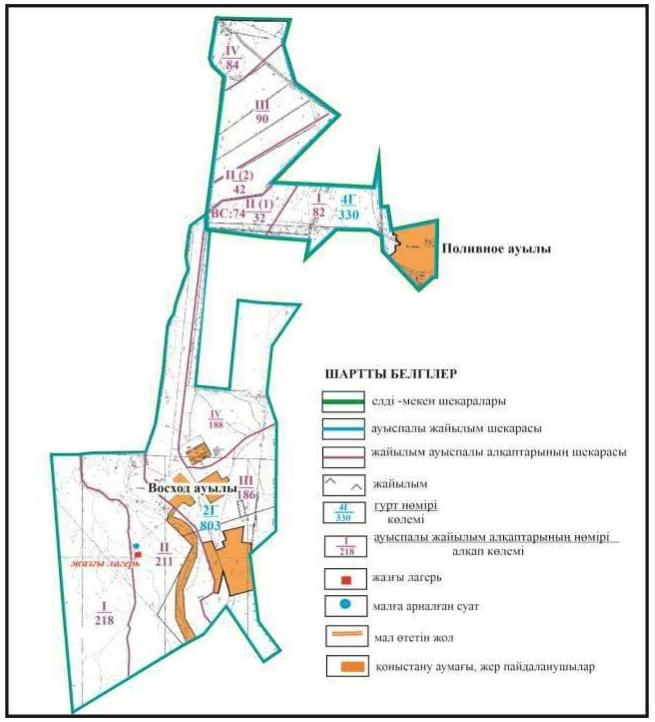 IV
84
III
90
II (2)
42
II (1)
ВС:74 32
I
82
4Г
330
Поливное ауылы
ШАРТТЫ БЕЛГІЛЕР
елді -мекен шекаралары
ауыспалы жайылым шекарасы
жайылым ауыспалы алқаптарының шекарасы
жайылым
4Г
330
гурт нөмірі
көлемі
I
218
ауыспалы жайылым алқаптарының нөмірі
алқап көлемі
жазғы лагерь
малға арналған суат
мал өтетін жол
қоныстану аумағы, жер пайдаланушылар
IV
188
Восход ауылы
III
186
2Г
803
II
211
жазғы лагерь
I
218